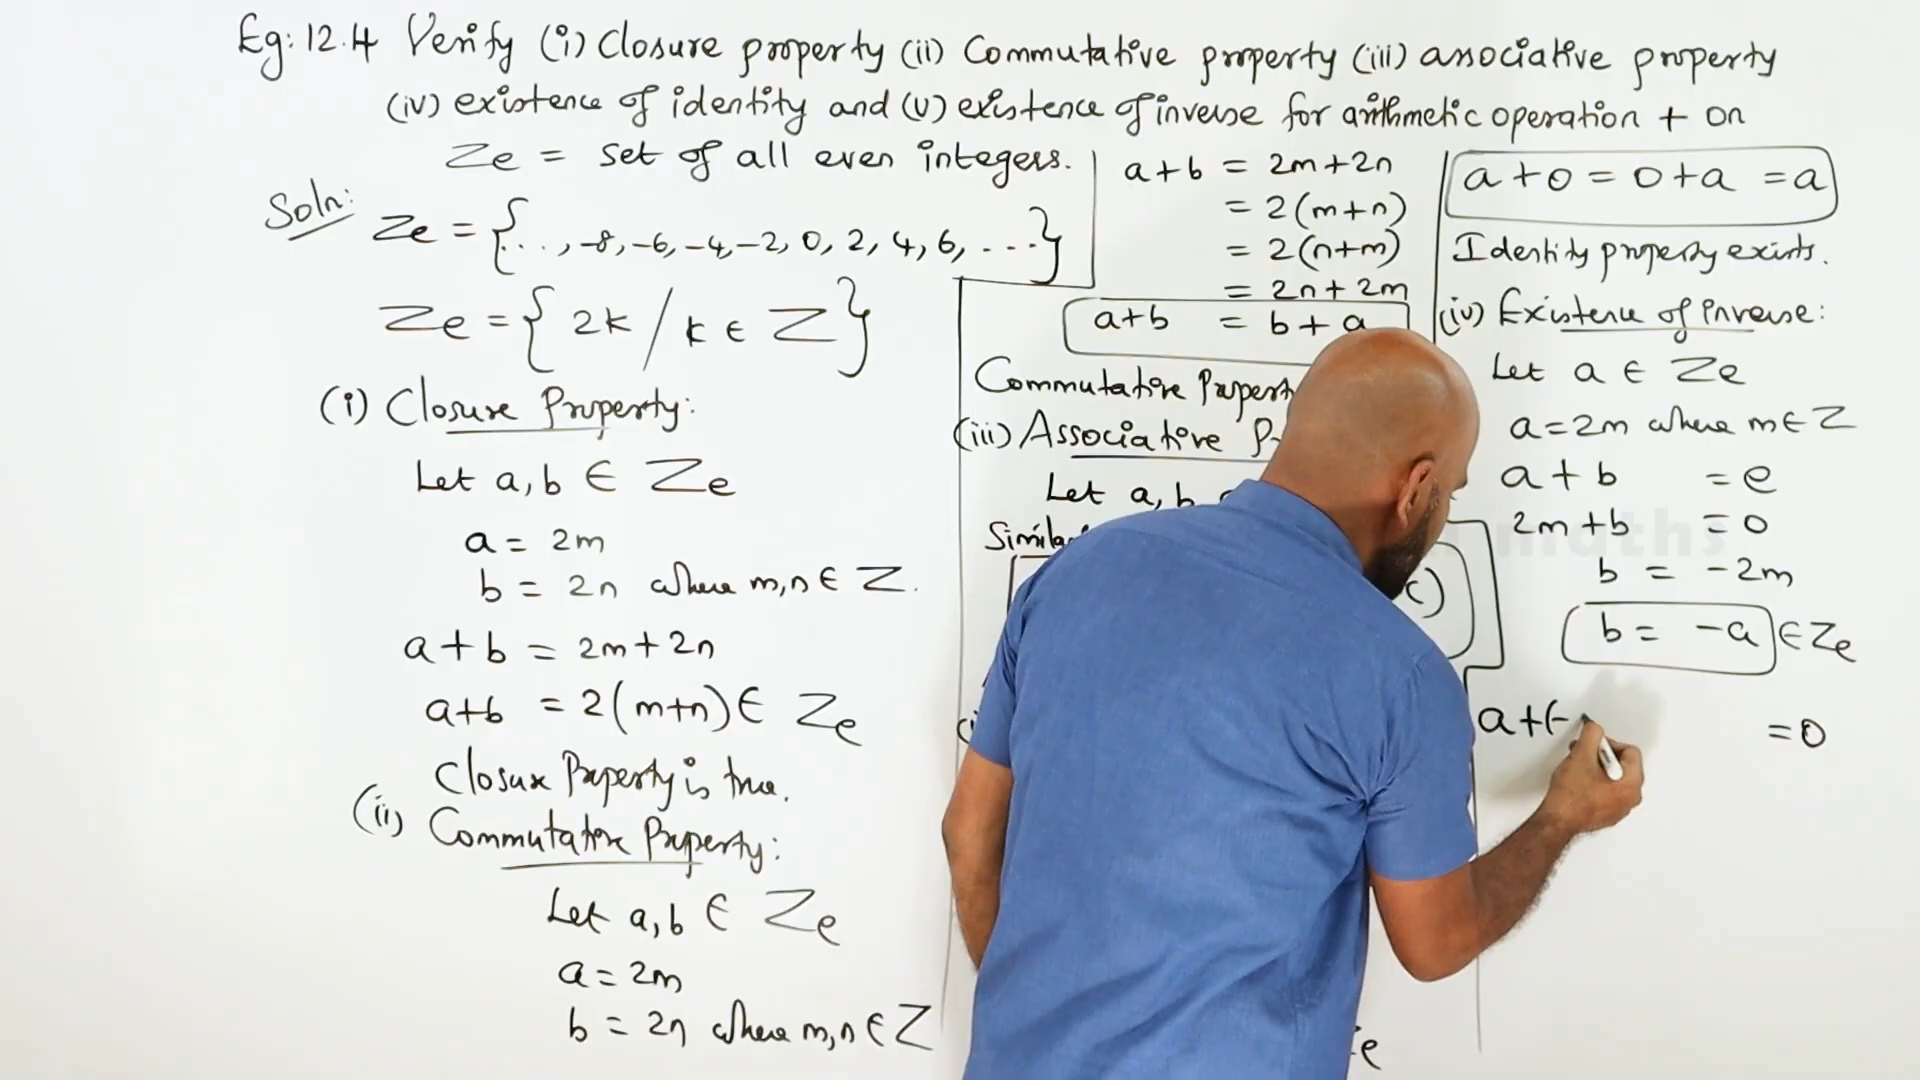 Eg: 12.4 Verify (i) Closure property (ii) Commutative property (iii) associative property
(iv) existence of identity and (v) existence of inverse for arithmetic operation + on
Ze = set of all even integers.
Soln:
Ze = {..., -8, -6, -4, -2, 0, 2, 4, 6, ...}
Ze = {2k / k ∈ Z}
(i) Closure Property:
Let a, b ∈ Ze
a = 2m
b = 2n where m, n ∈ Z.
a + b = 2m + 2n
a+b = 2(m+n) ∈ Ze
Closure Property is true.
(ii) Commutative Property:
Let a, b ∈ Ze
a = 2m
b = 2n where m, n ∈ Z
a + b = 2m + 2n
= 2(m+n)
= 2(n+m)
= 2n + 2m
a+b = b + a
Commutative Propert
(iii) Associative P
Let a, b
c)
a + 0 = 0 + a = a
Identity property exists.
(iv) Existence of inverse:
Let a ∈ Ze
a = 2m where m ∈ Z
a + b = e
2m + b = 0
b = -2m
b = -a ∈ Ze
a + (- = 0
maths